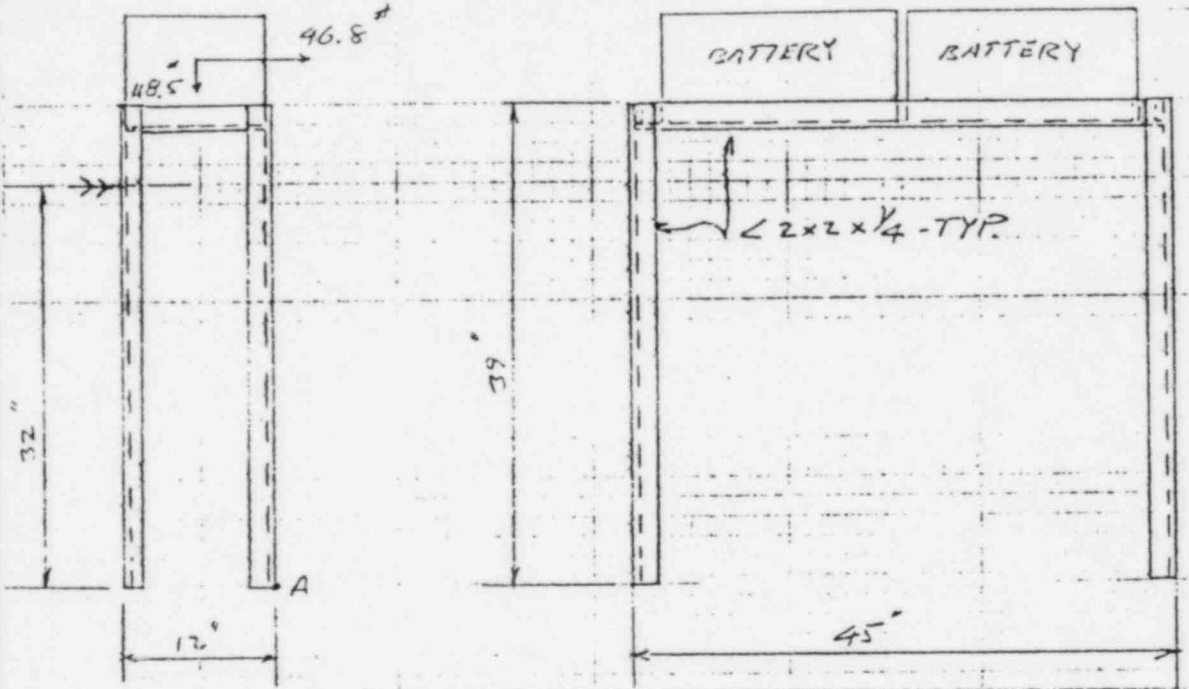 46.8 #
48.5"
BATTERY BATTERY
∠ 2 x 2 x 1/4 - TYP.
32"
39"
A
12"
45"